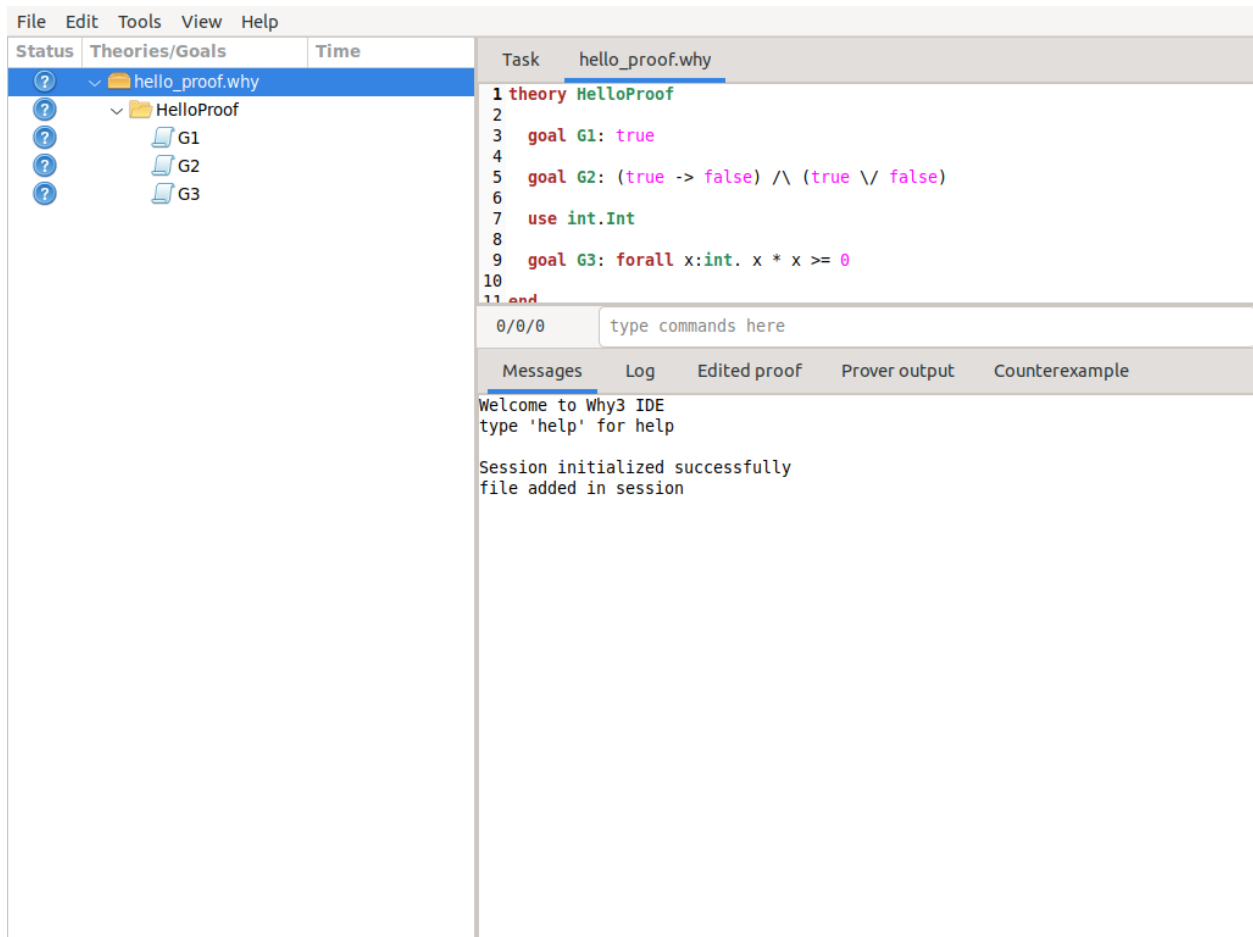 File Edit Tools View Help
Status Theories/Goals Time
hello_proof.why
HelloProof
G1
G2
G3
Task hello_proof.why
1 theory HelloProof
2
3 goal G1: true
4
5 goal G2: (true -> false) /\ (true \/ false)
6
7 use int.Int
8
9 goal G3: forall x:int. x * x >= 0
10
11 end
0/0/0 type commands here
Messages Log Edited proof Prover output Counterexample
Welcome to Why3 IDE
type 'help' for help
Session initialized successfully
file added in session